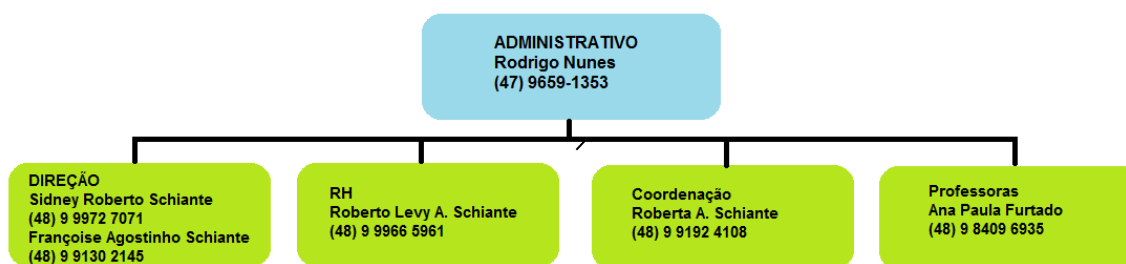 ADMINISTRATIVO
Rodrigo Nunes
(47) 9659-1353
DIREÇÃO
Sidney Roberto Schiante
(48) 9 9972 7071
Françoise Agostinho Schiante
(48) 9 9130 2145
RH
Roberto Levy A. Schiante
(48) 9 9966 5961
Coordenação
Roberta A. Schiante
(48) 9 9192 4108
Professoras
Ana Paula Furtado
(48) 9 8409 6935